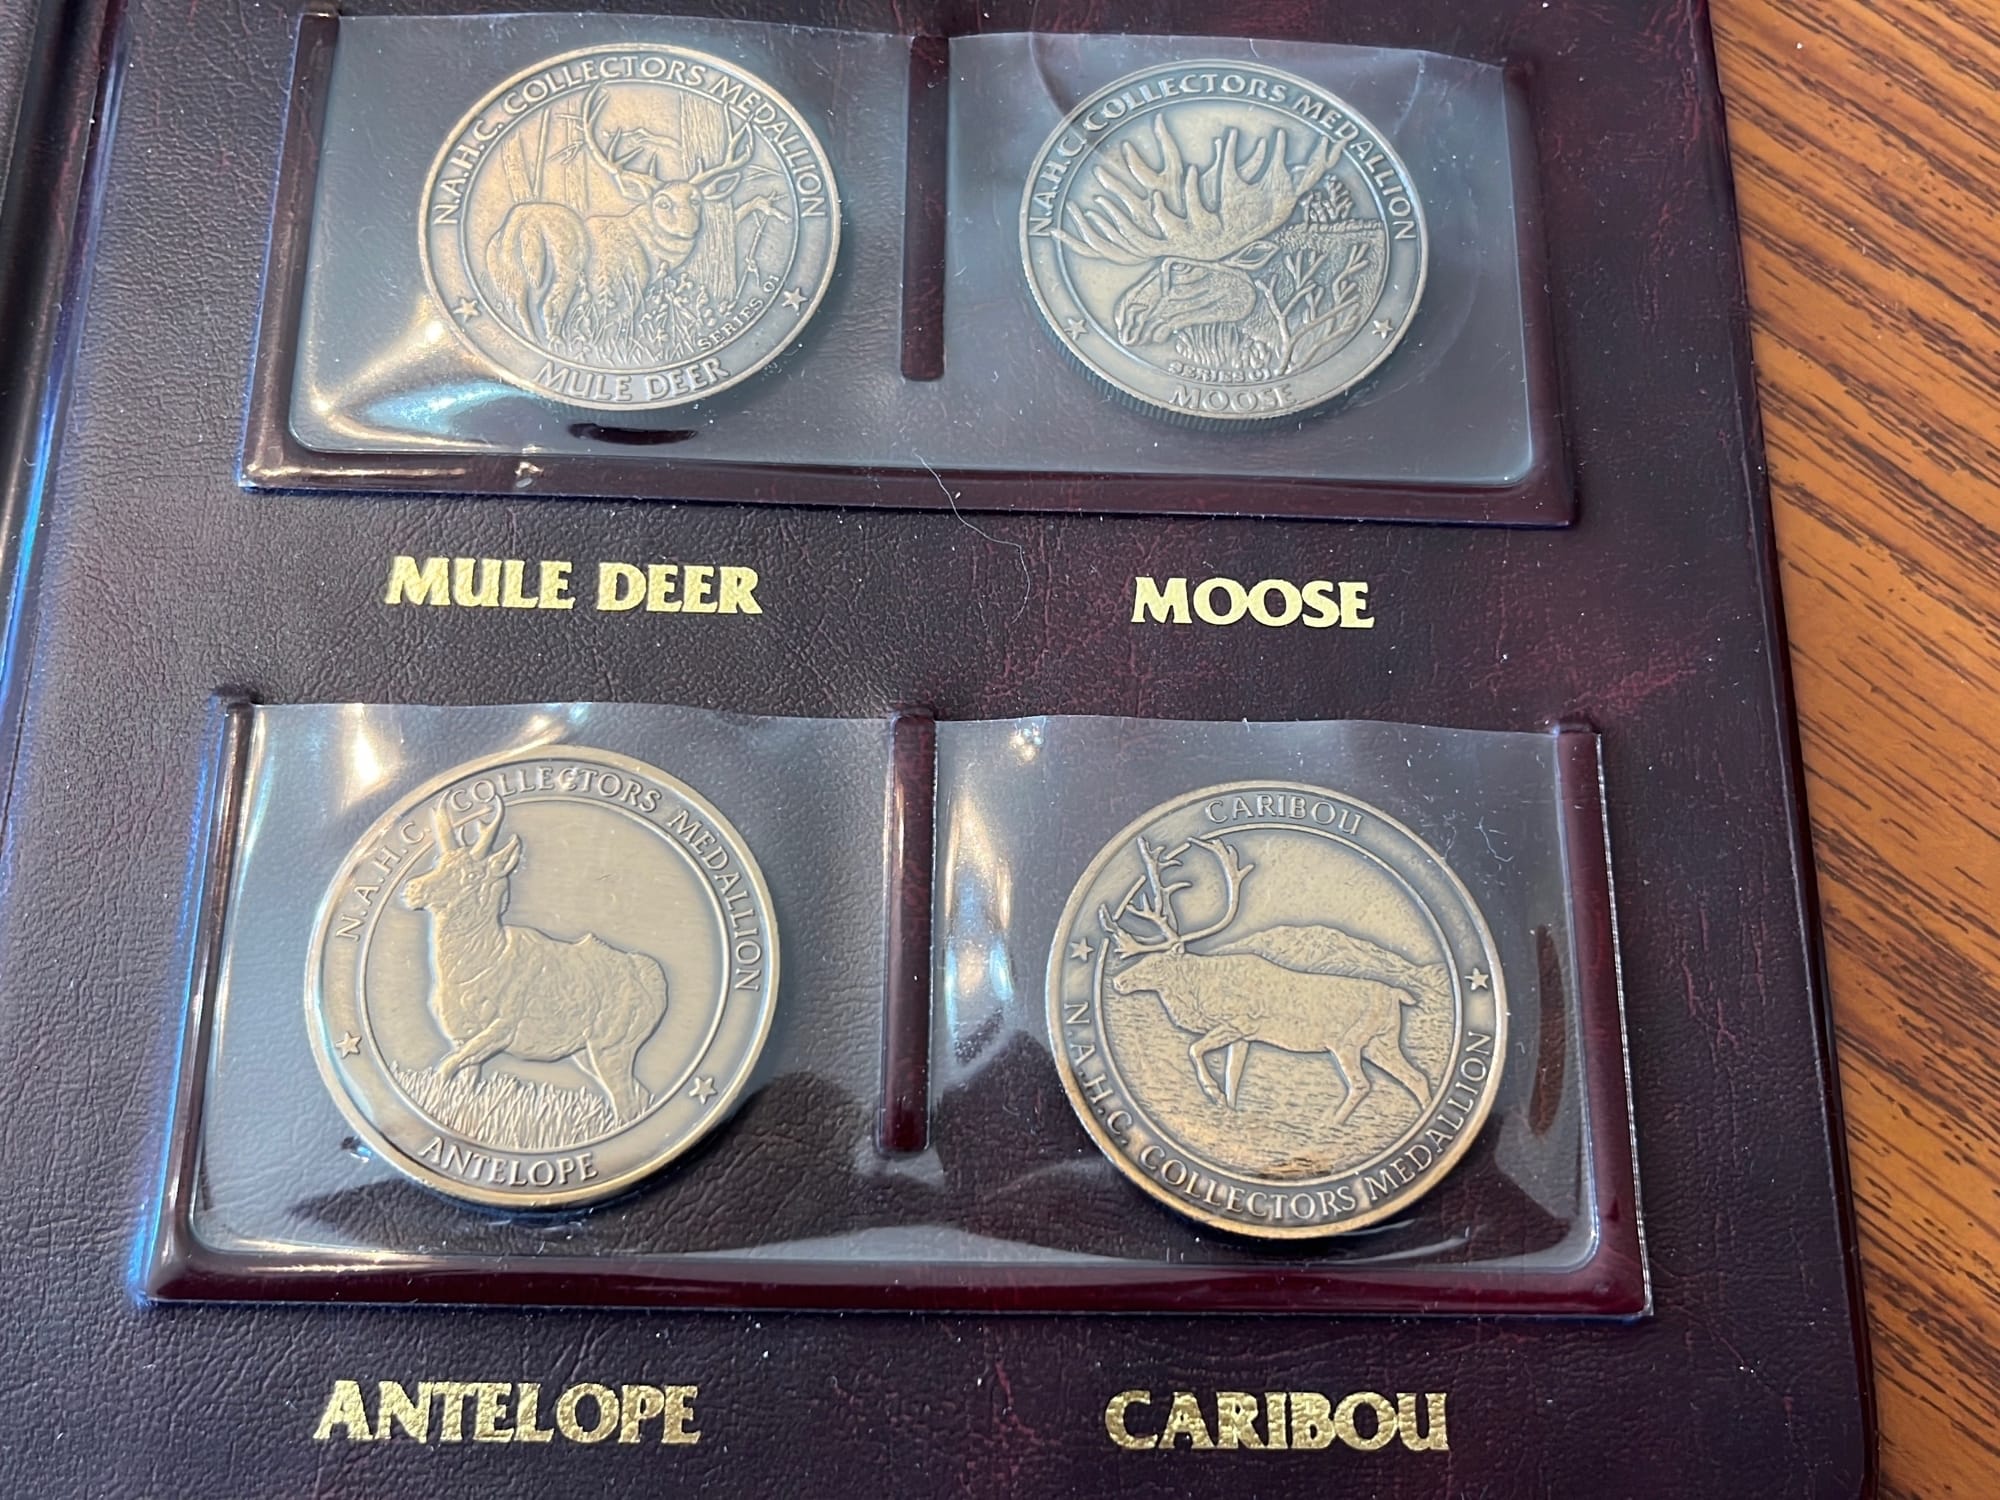 N.A.H.C. COLLECTORS MEDALLION
SERIES 01
MULE DEER
N.A.H.C. COLLECTORS MEDALLION
SERIES 01
MOOSE
MULE DEER
MOOSE
N.A.H.C. COLLECTORS MEDALLION
ANTELOPE
CARIBOU
N.A.H.C. COLLECTORS MEDALLION
ANTELOPE
CARIBOU